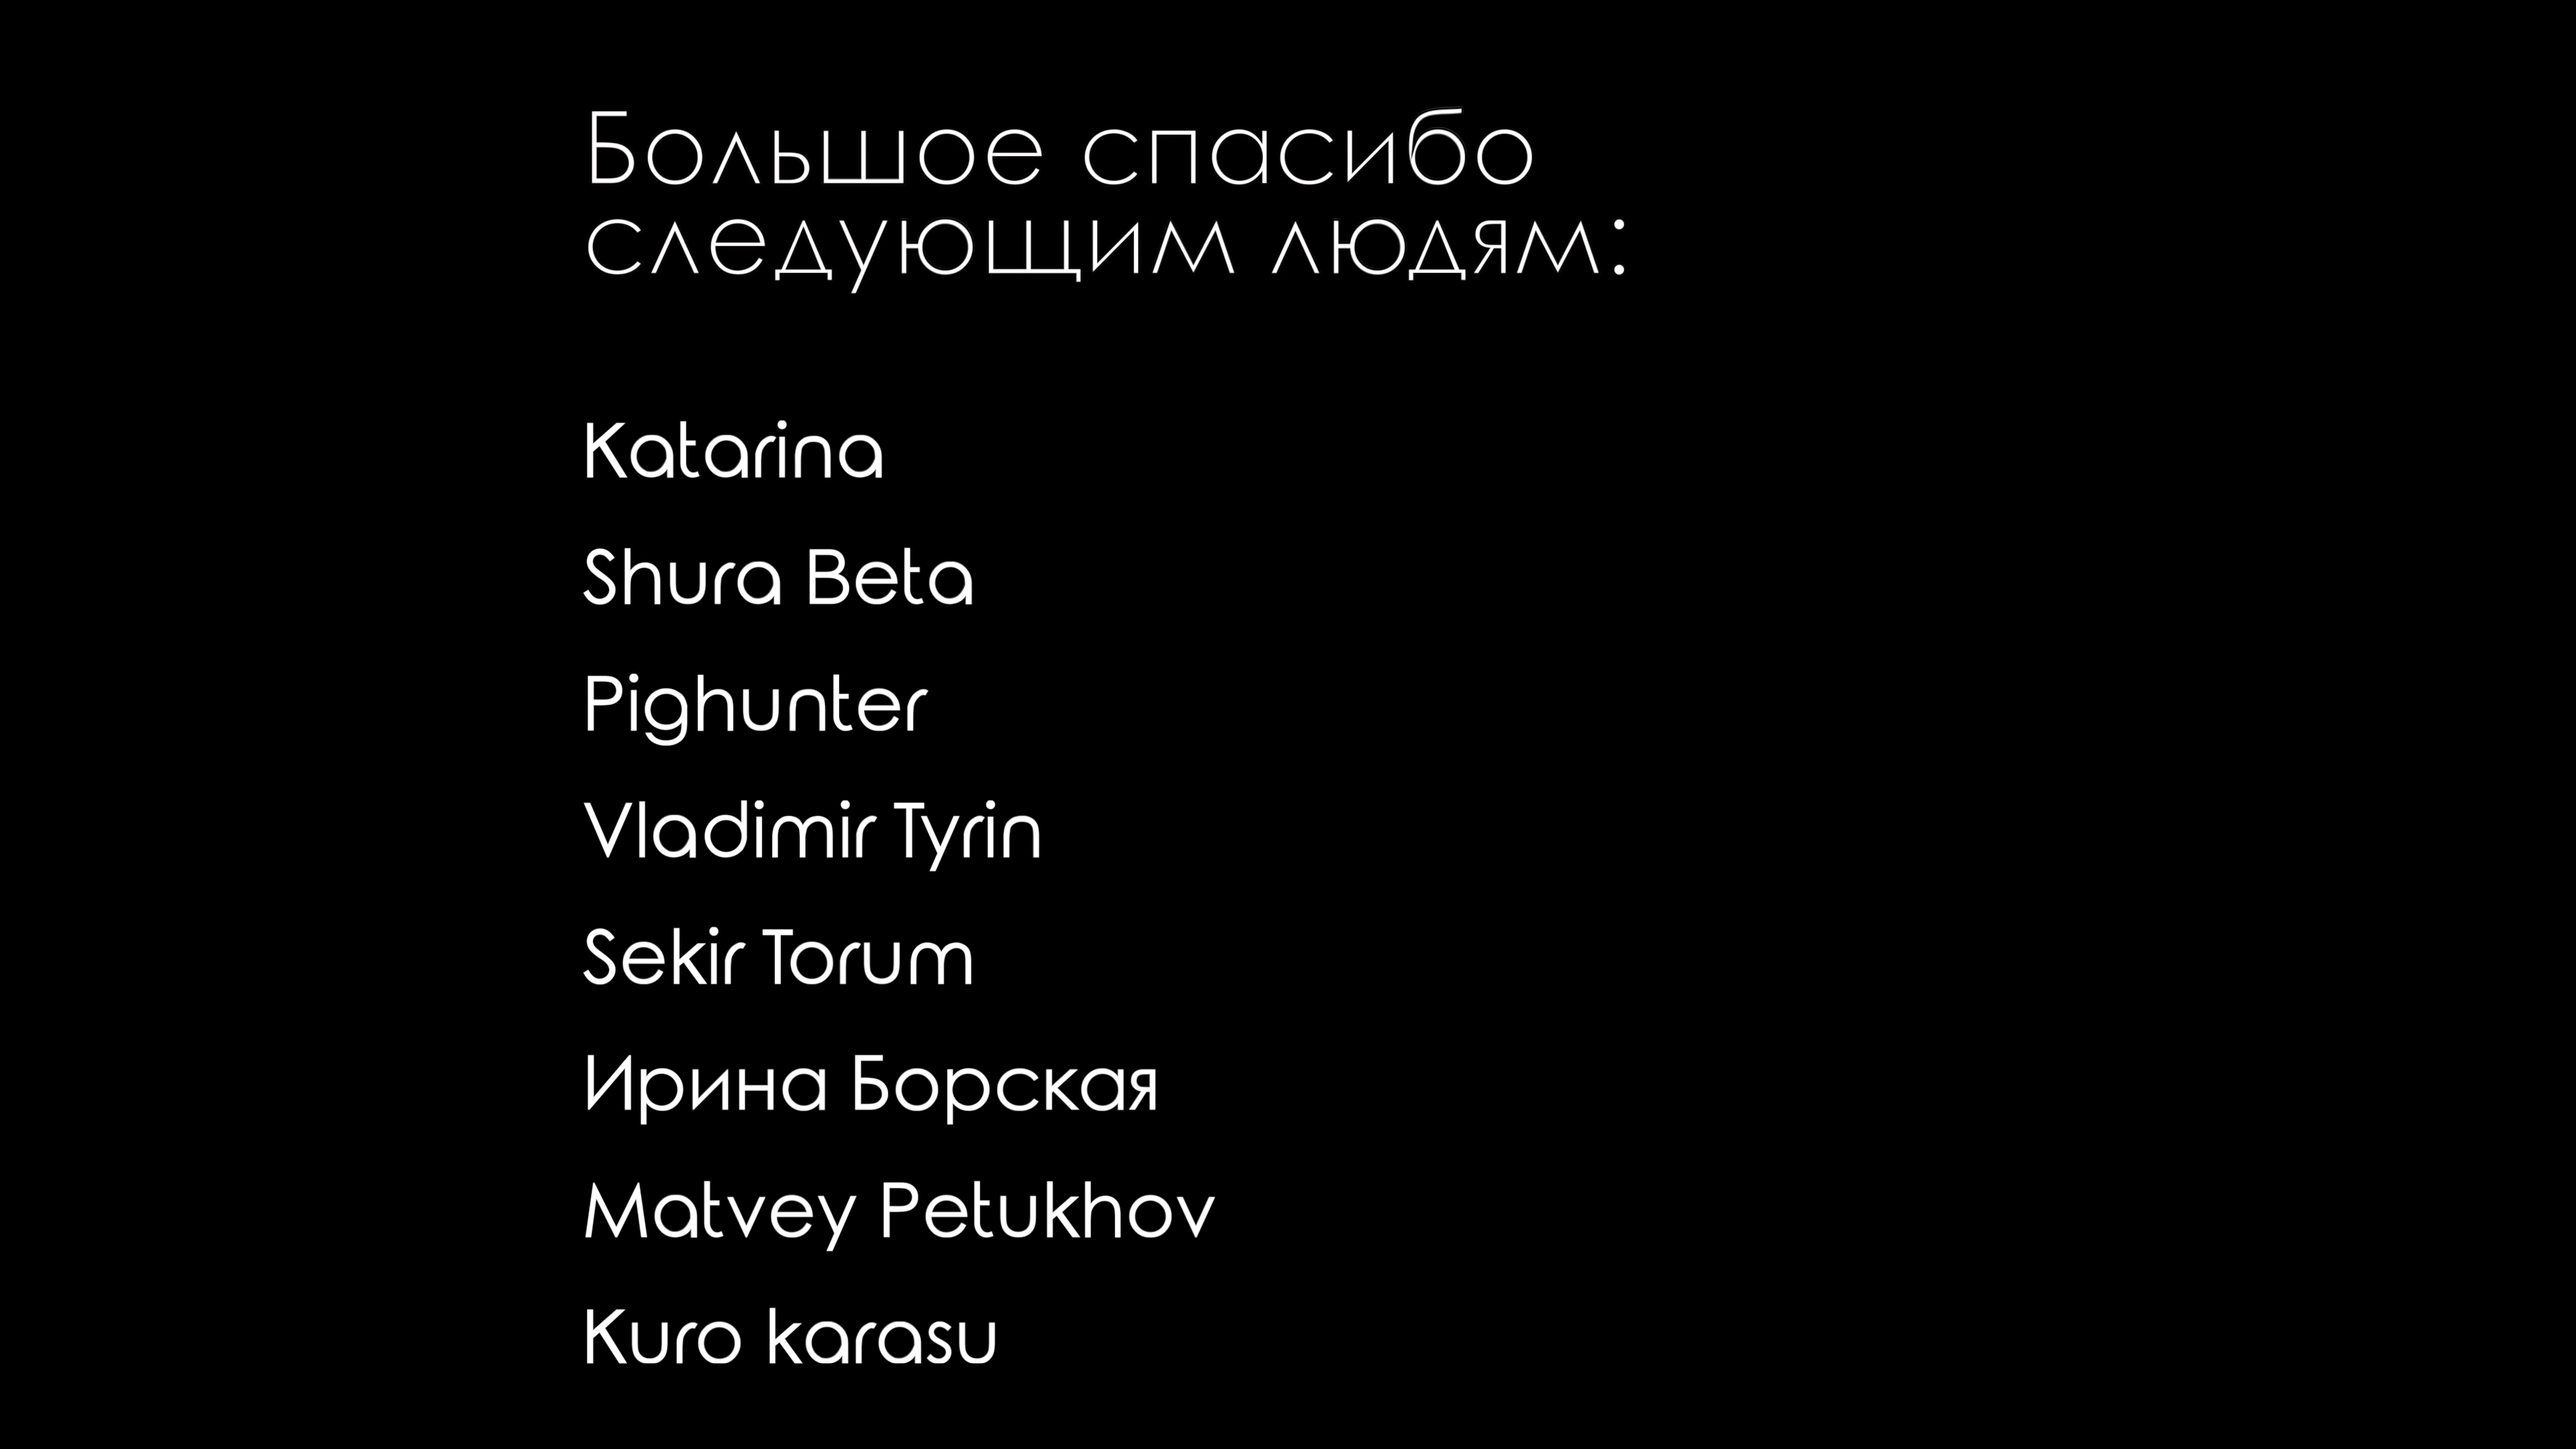 Большое спасибо
следующим людям:
Katarina
Shura Beta
Pighunter
Vladimir Tyrin
Sekir Torum
Ирина Борская
Matvey Petukhov
Kuro karasu